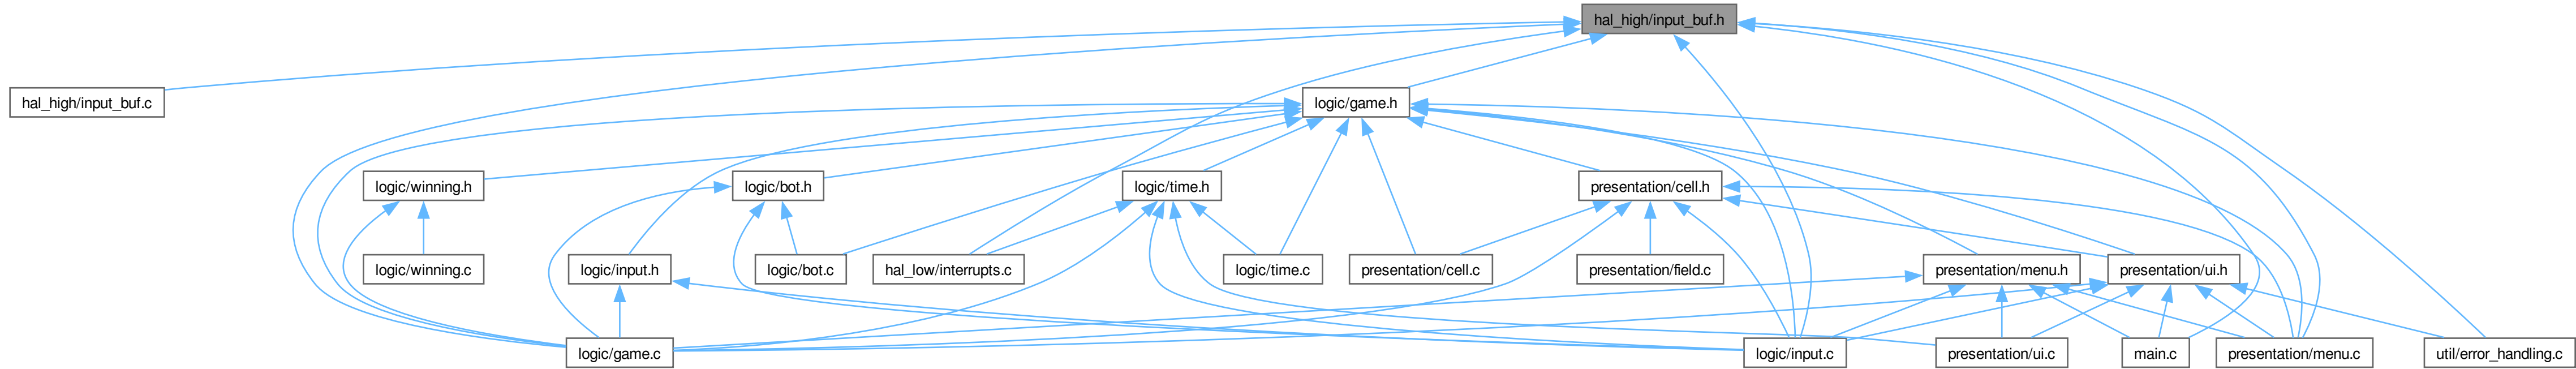 hal_high/input_buf.h
hal_high/input_buf.c
logic/game.h
logic/winning.h
logic/bot.h
logic/time.h
presentation/cell.h
logic/winning.c
logic/input.h
logic/bot.c
hal_low/interrupts.c
logic/time.c
presentation/cell.c
presentation/field.c
presentation/menu.h
presentation/ui.h
logic/game.c
logic/input.c
presentation/ui.c
main.c
presentation/menu.c
util/error_handling.c